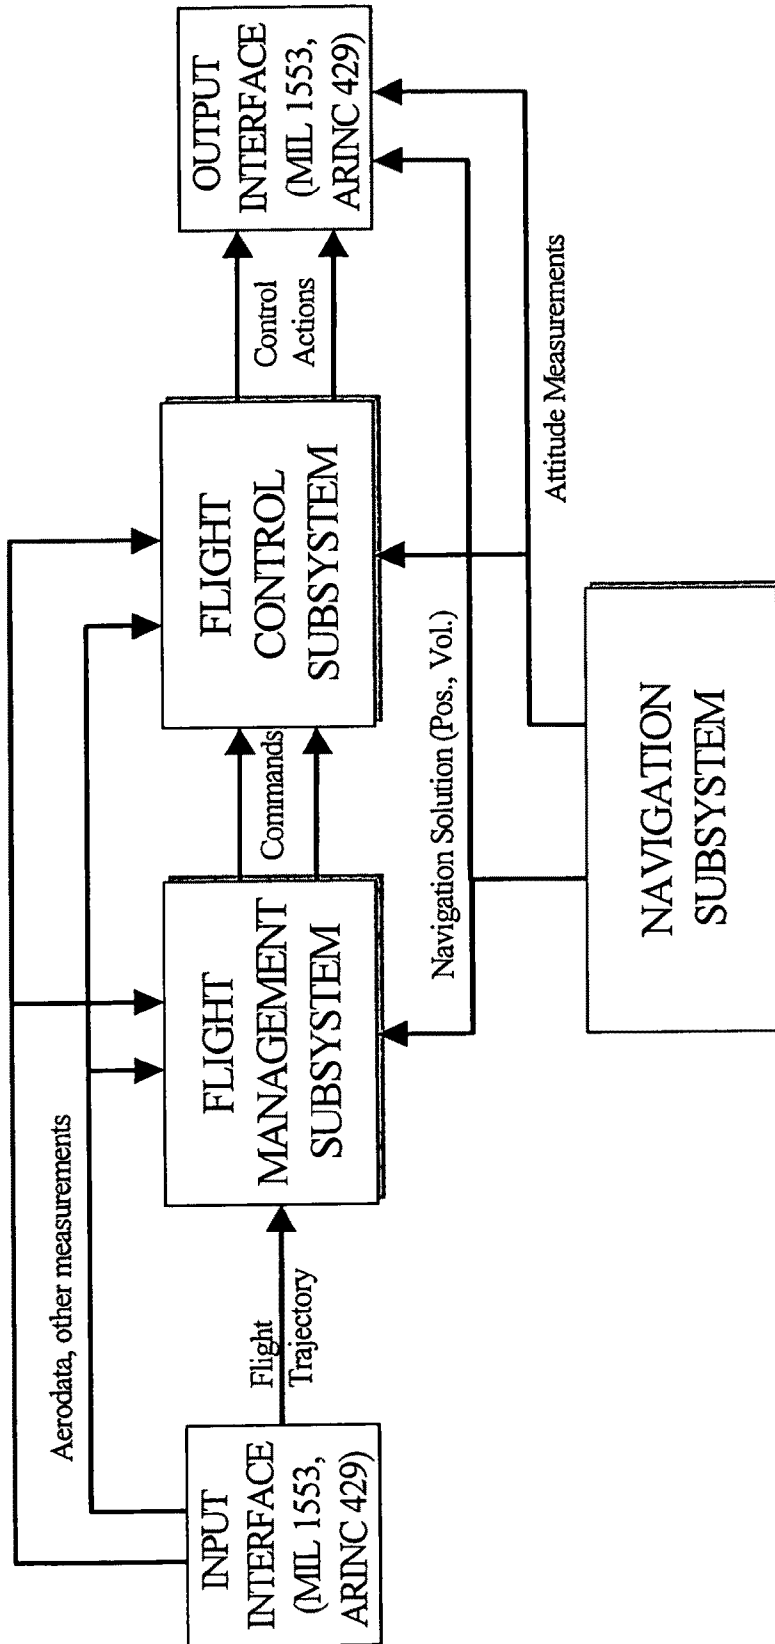 Aerodata, other measurements
INPUT
INTERFACE
(MIL 1553,
ARINC 429)
Flight
Trajectory
FLIGHT
MANAGEMENT
SUBSYSTEM
Commands
FLIGHT
CONTROL
SUBSYSTEM
Control
Actions
OUTPUT
INTERFACE
(MIL 1553,
ARINC 429)
Navigation Solution (Pos., Vol.)
Attitude Measurements
NAVIGATION
SUBSYSTEM